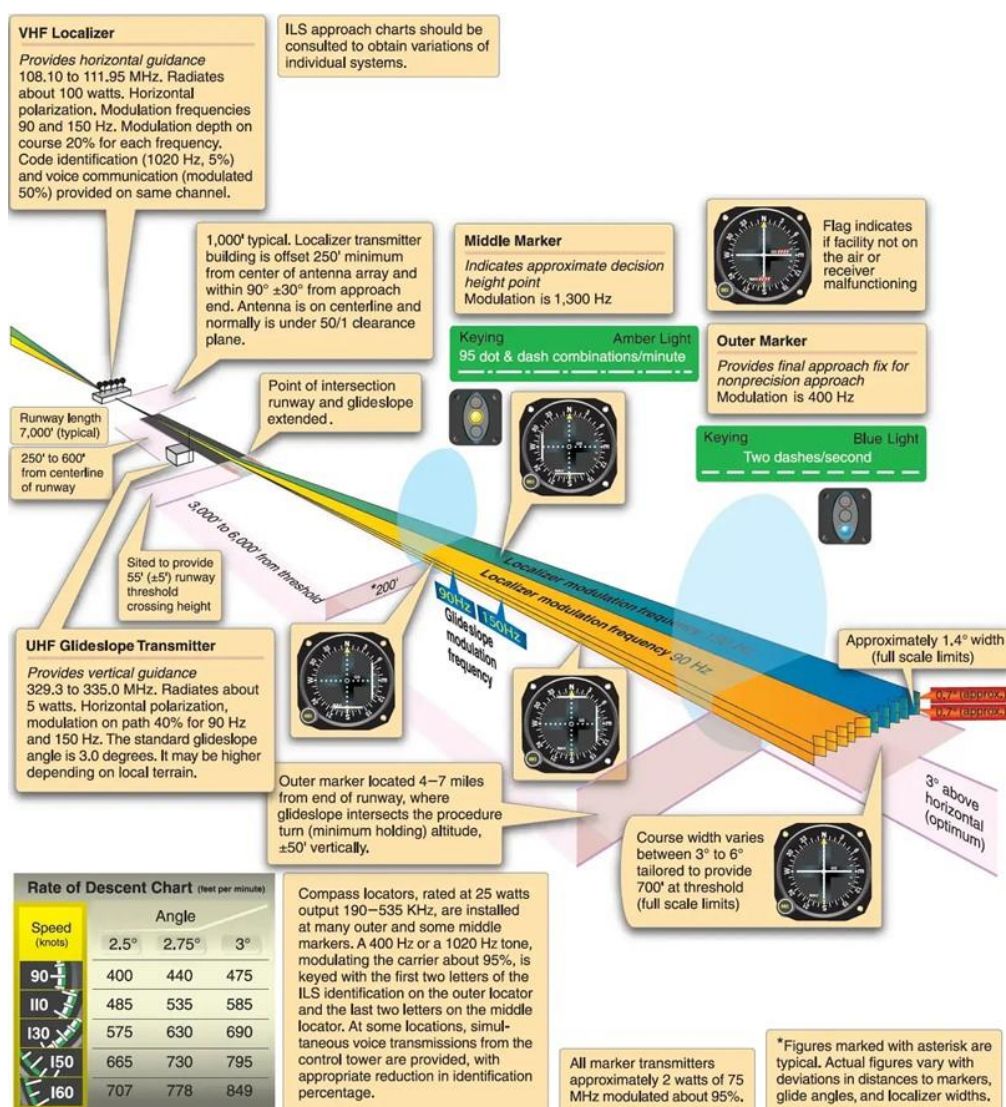 VHF Localizer
Provides horizontal guidance
108.10 to 111.95 MHz. Radiates
about 100 watts. Horizontal
polarization. Modulation frequencies
90 and 150 Hz. Modulation depth on
course 20% for each frequency.
Code identification (1020 Hz, 5%)
and voice communication (modulated
50%) provided on same channel.
ILS approach charts should be
consulted to obtain variations of
individual systems.
1,000' typical. Localizer transmitter
building is offset 250' minimum
from center of antenna array and
within 90° ±30° from approach
end. Antenna is on centerline and
normally is under 50/1 clearance
plane.
Middle Marker
Indicates approximate decision
height point
Modulation is 1,300 Hz
Keying Amber Light
95 dot & dash combinations/minute
Flag indicates
if facility not on
the air or
receiver
malfunctioning
Outer Marker
Provides final approach fix for
nonprecision approach
Modulation is 400 Hz
Keying Blue Light
Two dashes/second
Point of intersection
runway and glideslope
extended.
Runway length
7,000' (typical)
250' to 600'
from centerline
of runway
Sited to provide
55' (±5') runway
threshold
crossing height
3,000' to 6,000' from threshold
*200'
90Hz
150Hz
Glideslope
modulation
frequency
Localizer modulation frequency 150 Hz
Localizer modulation frequency 90 Hz
Approximately 1.4° width
(full scale limits)
0.7° (approx.)
0.7° (approx.)
UHF Glideslope Transmitter
Provides vertical guidance
329.3 to 335.0 MHz. Radiates about
5 watts. Horizontal polarization,
modulation on path 40% for 90 Hz
and 150 Hz. The standard glideslope
angle is 3.0 degrees. It may be higher
depending on local terrain.
Outer marker located 4–7 miles
from end of runway, where
glideslope intersects the procedure
turn (minimum holding) altitude,
±50' vertically.
3° above
horizontal
(optimum)
Course width varies
between 3° to 6°
tailored to provide
700' at threshold
(full scale limits)
Rate of Descent Chart (feet per minute)
Speed
(knots)
Angle
2.5° 2.75° 3°
90 400 440 475
110 485 535 585
130 575 630 690
150 665 730 795
160 707 778 849
Compass locators, rated at 25 watts
output 190–535 KHz, are installed
at many outer and some middle
markers. A 400 Hz or a 1020 Hz tone,
modulating the carrier about 95%, is
keyed with the first two letters of the
ILS identification on the outer locator
and the last two letters on the middle
locator. At some locations, simul-
taneous voice transmissions from the
control tower are provided, with
appropriate reduction in identification
percentage.
All marker transmitters
approximately 2 watts of 75
MHz modulated about 95%.
*Figures marked with asterisk are
typical. Actual figures vary with
deviations in distances to markers,
glide angles, and localizer widths.